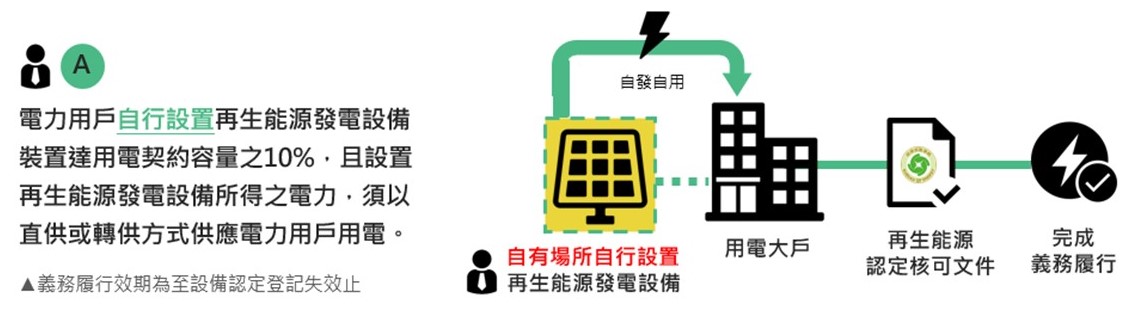 A
電力用戶自行設置再生能源發電設備
裝置達用電契約容量之10%，且設置
再生能源發電設備所得之電力，須以
直供或轉供方式供應電力用戶用電。
▲義務履行效期為至設備認定登記失效止
自發自用
自有場所自行設置
再生能源發電設備
用電大戶
再生能源
認定核可文件
完成
義務履行